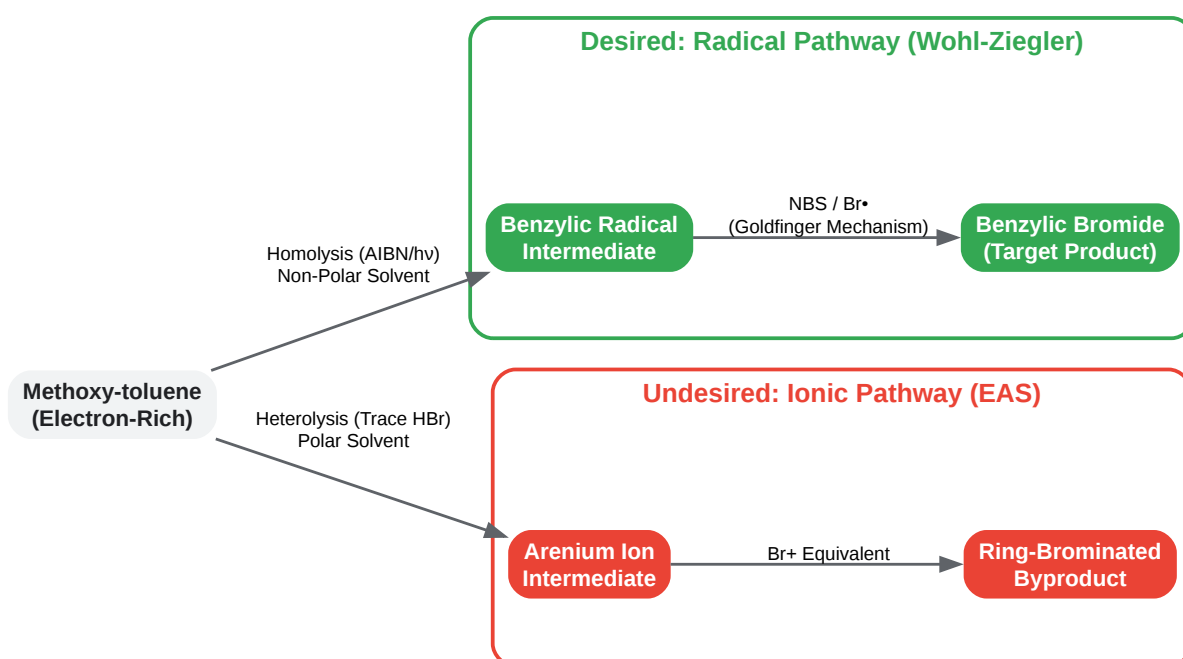 Desired: Radical Pathway (Wohl-Ziegler)
Homolysis (AIBN/hν)
Non-Polar Solvent
Benzylic Radical
Intermediate
NBS / Br•
(Goldfinger Mechanism)
Benzylic Bromide
(Target Product)
Methoxy-toluene
(Electron-Rich)
Undesired: Ionic Pathway (EAS)
Heterolysis (Trace HBr)
Polar Solvent
Arenium Ion
Intermediate
Br+ Equivalent
Ring-Brominated
Byproduct